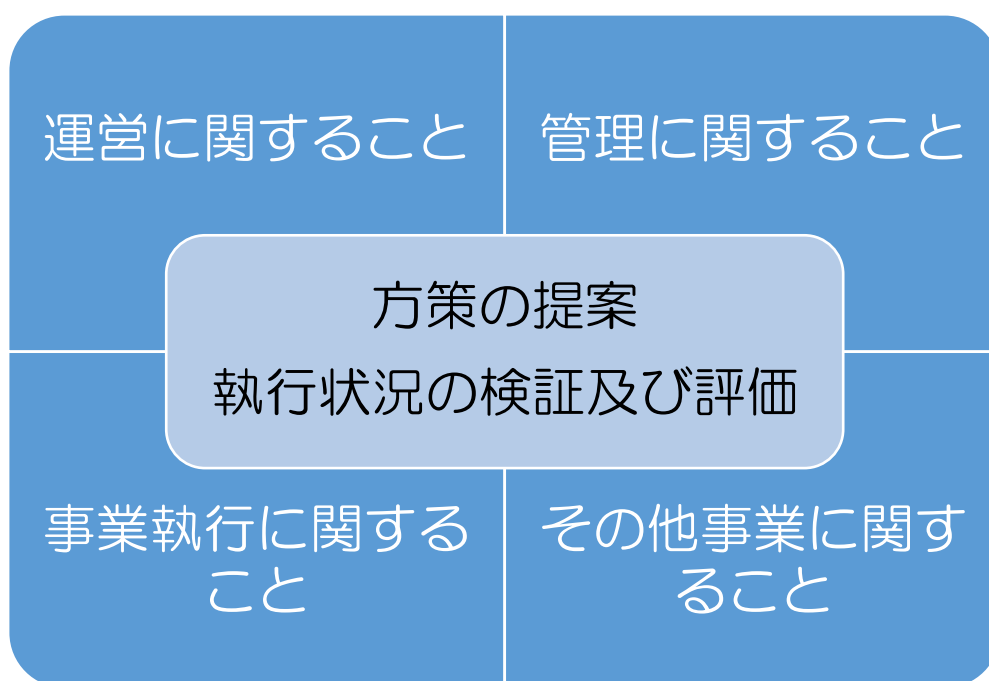 運営に関すること
管理に関すること
方策の提案
執行状況の検証及び評価
事業執行に関する
こと
その他事業に関す
ること